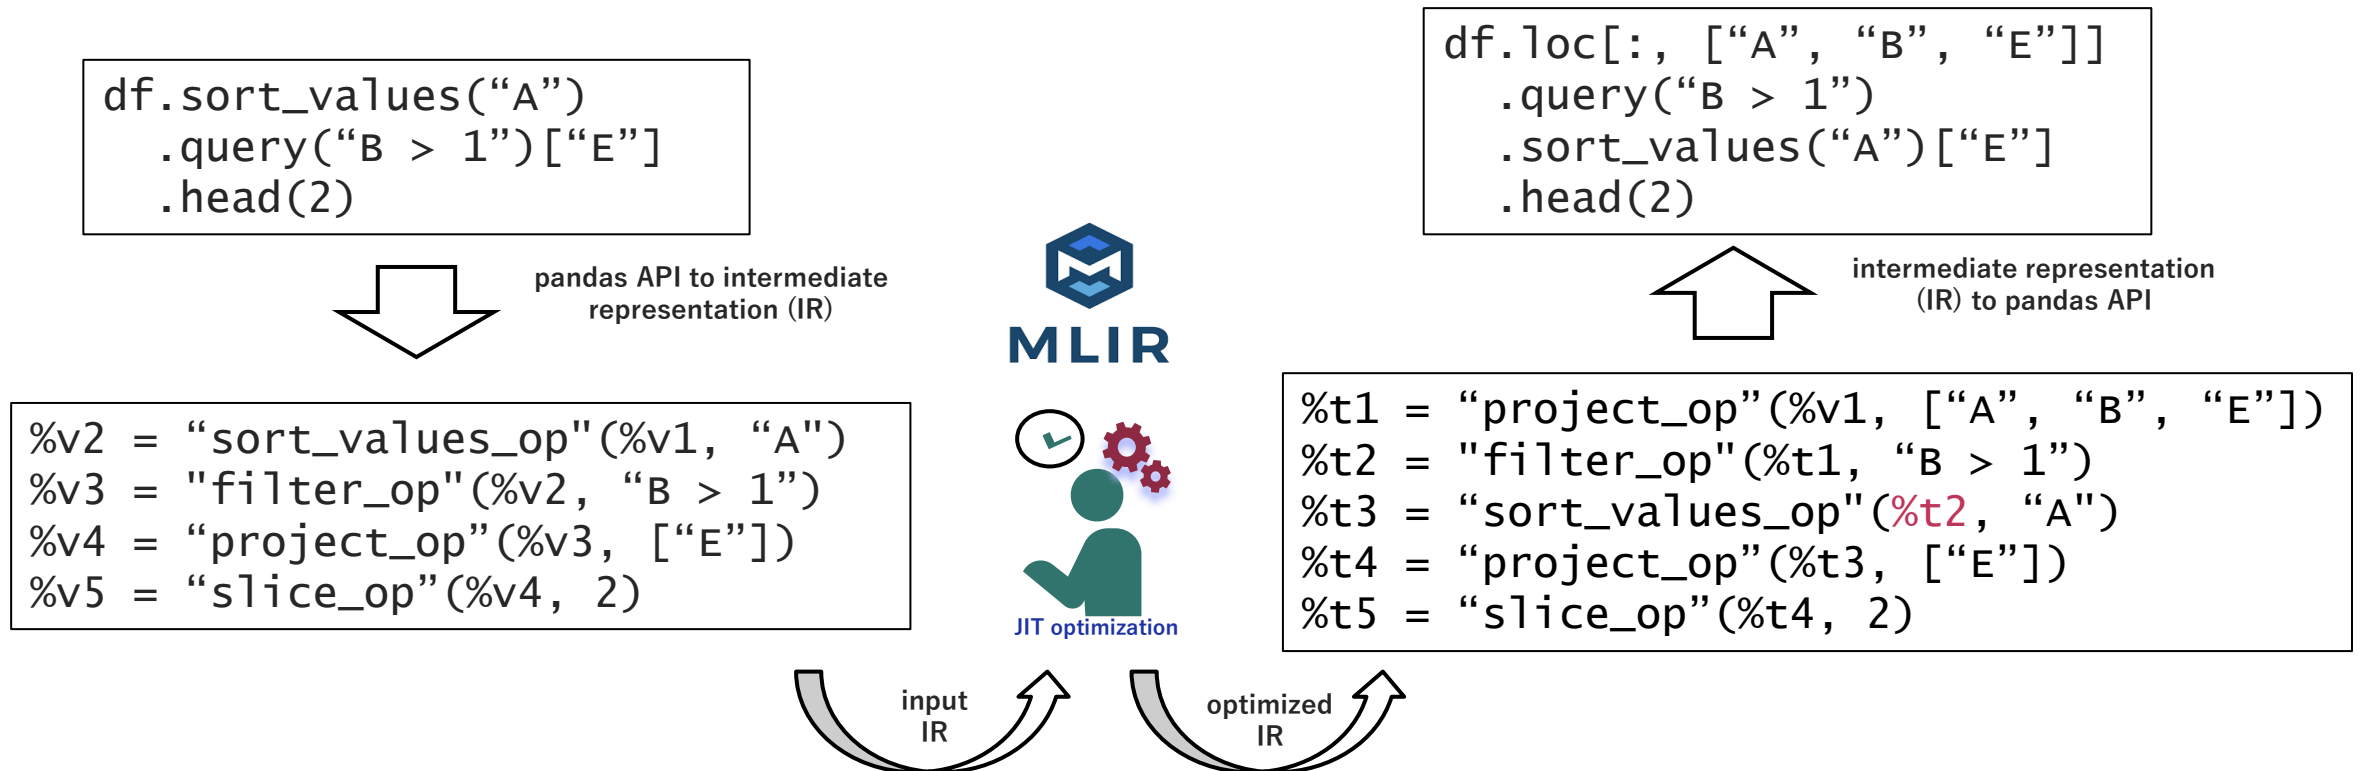 df.sort_values(“A”)
  .query(“B > 1”)[“E”]
  .head(2)
pandas API to intermediate
representation (IR)
%v2 = “sort_values_op"(%v1, “A")
%v3 = "filter_op"(%v2, “B > 1”)
%v4 = “project_op”(%v3, [“E”])
%v5 = “slice_op”(%v4, 2)
input
IR
MLIR
JIT optimization
optimized
IR
%t1 = “project_op”(%v1, [“A”, “B”, “E”])
%t2 = "filter_op"(%t1, “B > 1”)
%t3 = “sort_values_op"(%t2, “A")
%t4 = “project_op”(%t3, [“E”])
%t5 = “slice_op”(%t4, 2)
intermediate representation
(IR) to pandas API
df.loc[:, [“A”, “B”, “E”]]
  .query(“B > 1”)
  .sort_values(“A”)[“E”]
  .head(2)